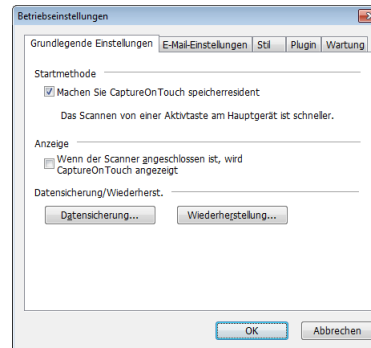 Betriebseinstellungen
Grundlegende Einstellungen E-Mail-Einstellungen Stil Plugin Wartung
Startmethode
Machen Sie CaptureOnTouch speicherresident
Das Scannen von einer Aktivtaste am Hauptgerät ist schneller.
Anzeige
Wenn der Scanner angeschlossen ist, wird
CaptureOnTouch angezeigt
Datensicherung/Wiederherst.
Datensicherung... Wiederherstellung...
OK Abbrechen